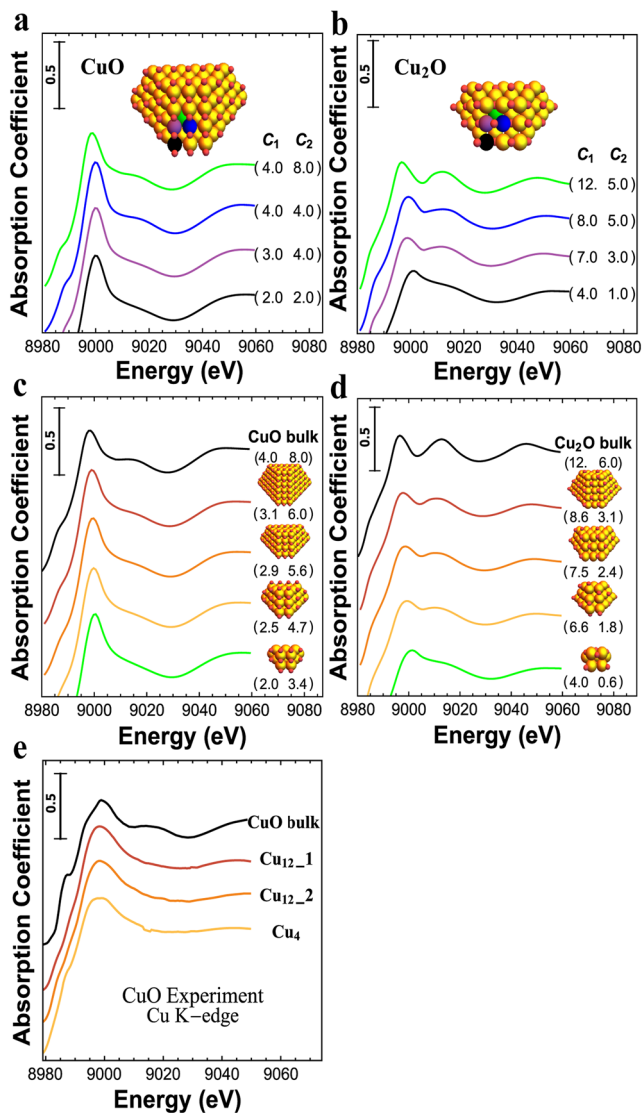 a
CuO
0.5
C1 C2
(4.0 8.0)
(4.0 4.0)
(3.0 4.0)
(2.0 2.0)
Absorption Coefficient
8980 9000 9020 9040 9060 9080
Energy (eV)
b
Cu2O
0.5
C1 C2
(12. 5.0)
(8.0 5.0)
(7.0 3.0)
(4.0 1.0)
Absorption Coefficient
8980 9000 9020 9040 9060 9080
Energy (eV)
c
0.5
CuO bulk
(4.0 8.0)
(3.1 6.0)
(2.9 5.6)
(2.5 4.7)
(2.0 3.4)
Absorption Coefficient
8980 9000 9020 9040 9060 9080
Energy (eV)
d
0.5
Cu2O bulk
(12. 6.0)
(8.6 3.1)
(7.5 2.4)
(6.6 1.8)
(4.0 0.6)
Absorption Coefficient
8980 9000 9020 9040 9060 9080
Energy (eV)
e
0.5
CuO bulk
Cu12_1
Cu12_2
Cu4
CuO Experiment
Cu K−edge
Absorption Coefficient
8980 9000 9020 9040 9060
Energy (eV)